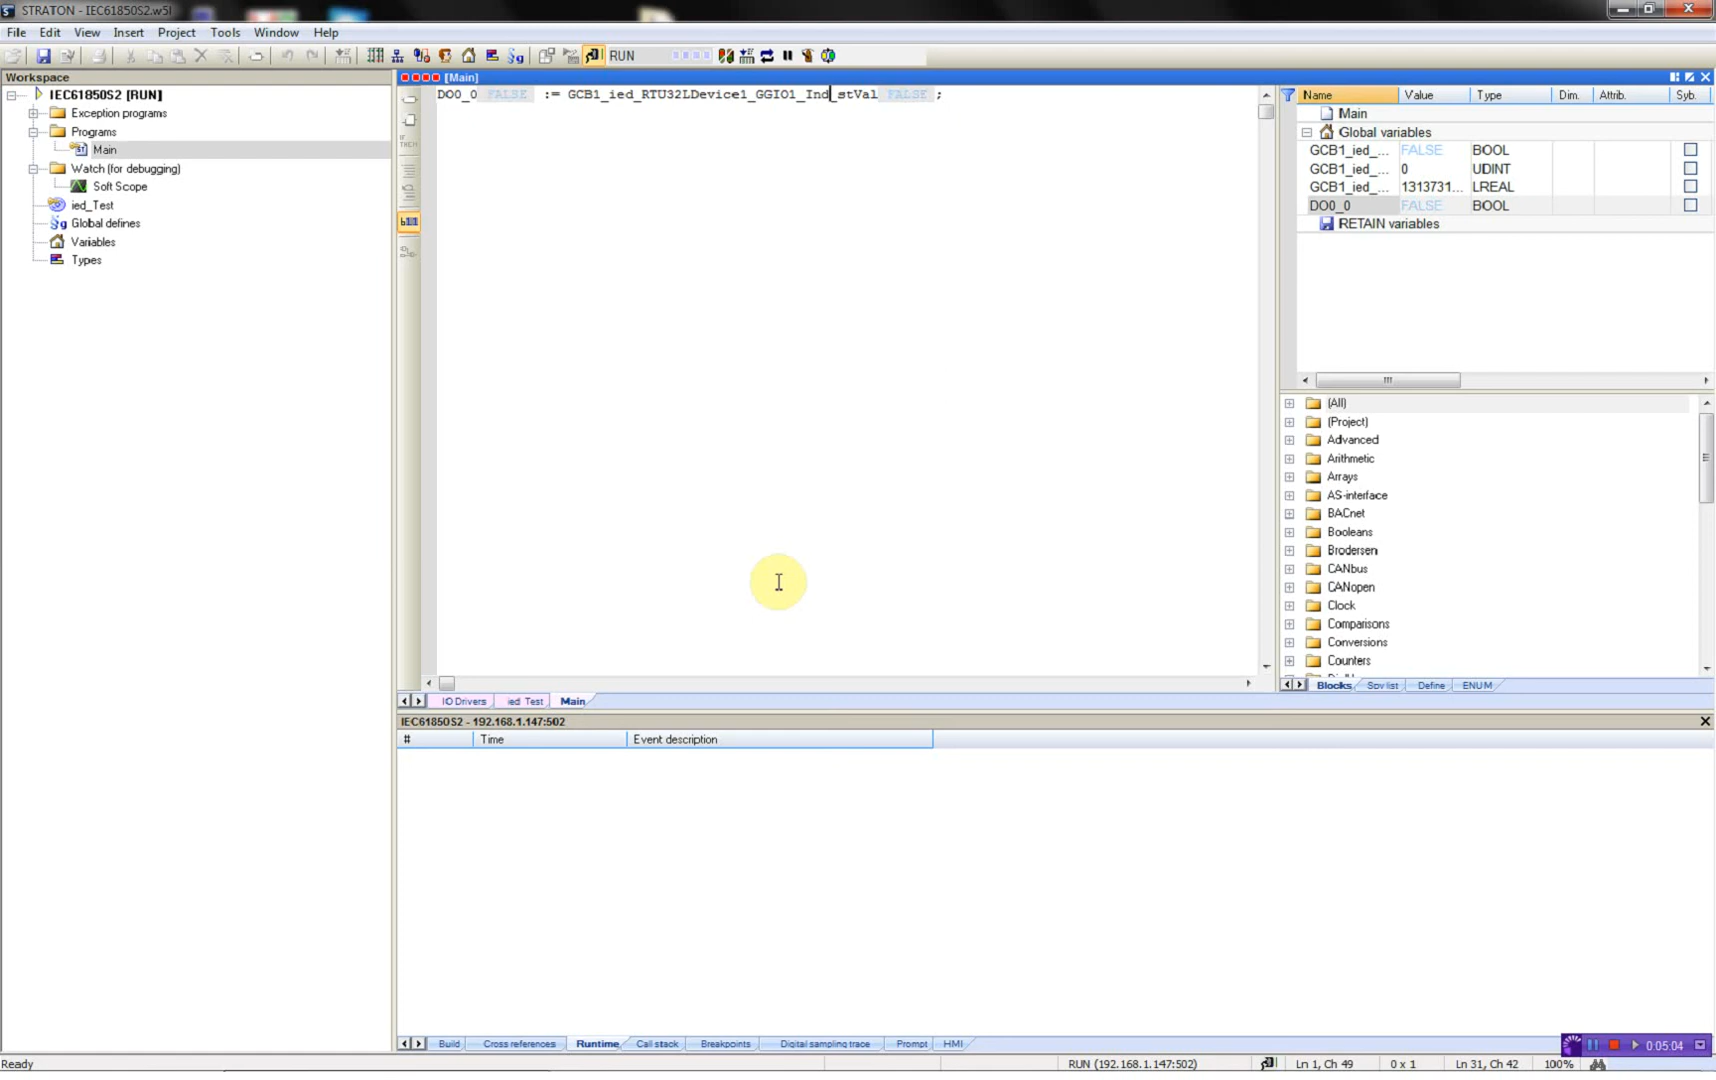 STRATON - IEC61850S2.w5l
File Edit View Insert Project Tools Window Help
RUN
Workspace
IEC61850S2 [RUN]
Exception programs
Programs
Main
Watch (for debugging)
Soft Scope
ied_Test
Global defines
Variables
Types
[Main]
DO0_0 FALSE := GCB1_ied_RTU32LDevice1_GGIO1_Ind_stVal FALSE ;
IO Drivers ied Test Main
Name Value Type Dim. Attrib. Syb.
Main
Global variables
GCB1_ied_... FALSE BOOL
GCB1_ied_... 0 UDINT
GCB1_ied_... 1313731... LREAL
DO0_0 FALSE BOOL
RETAIN variables
(All)
(Project)
Advanced
Arithmetic
Arrays
AS-interface
BACnet
Booleans
Brodersen
CANbus
CANopen
Clock
Comparisons
Conversions
Counters
Blocks Spy list Define ENUM
IEC61850S2 - 192.168.1.147:502
# Time Event description
Build Cross references Runtime Call stack Breakpoints Digital sampling trace Prompt HMI
0:05:04
Ready RUN (192.168.1.147:502) Ln 1, Ch 49 0 x 1 Ln 31, Ch 42 100%